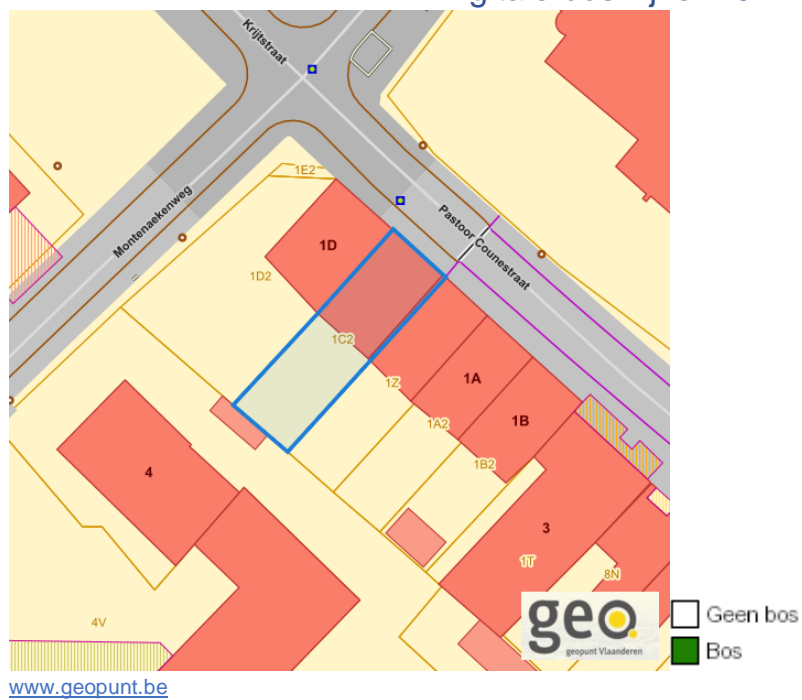 Krijtstraat
1E2
Montenaekenweg
Pastoor Counestraat
1D
1D2
1C2
1Z
1A
1A2
1B
1B2
4
3
1T
8N
4V
geo
geopunt Vlaanderen
Geen bos
Bos
www.geopunt.be